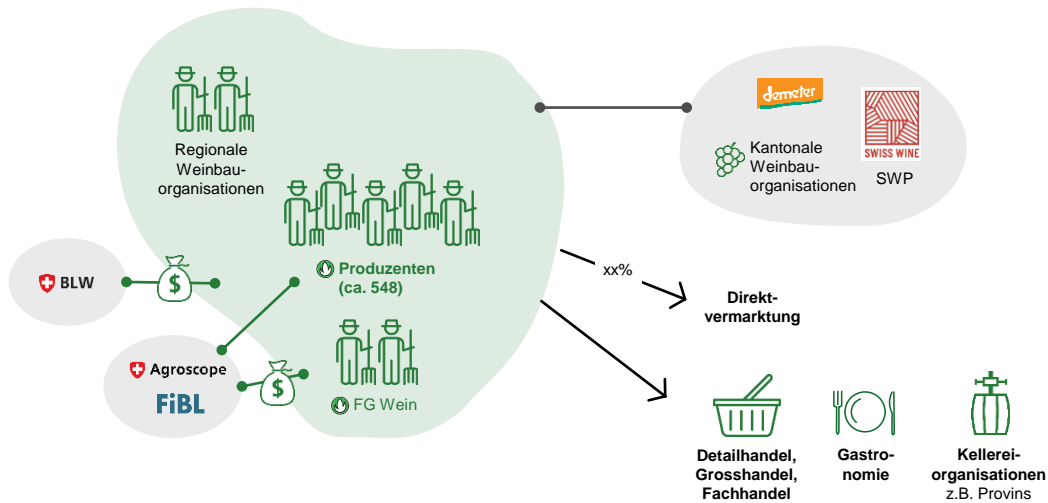 Regionale
Weinbau-
organisationen
Produzenten
(ca. 548)
FG Wein
BLW
$
Agroscope
FiBL
$
demeter
Kantonale
Weinbau-
organisationen
SWISS WINE
SWP
xx%
Direkt-
vermarktung
Detailhandel,
Grosshandel,
Fachhandel
Gastro-
nomie
Kellerei-
organisationen
z.B. Provins